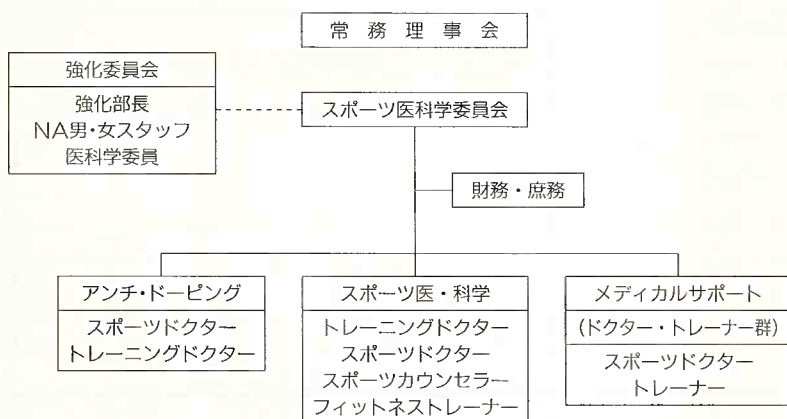 常務理事会
強化委員会
強化部長
NA男・女スタッフ
医科学委員
スポーツ医科学委員会
財務・庶務
アンチ・ドーピング
スポーツドクター
トレーニングドクター
スポーツ医・科学
トレーニングドクター
スポーツドクター
スポーツカウンセラー
フィットネストレーナー
メディカルサポート
(ドクター・トレーナー群)
スポーツドクター
トレーナー